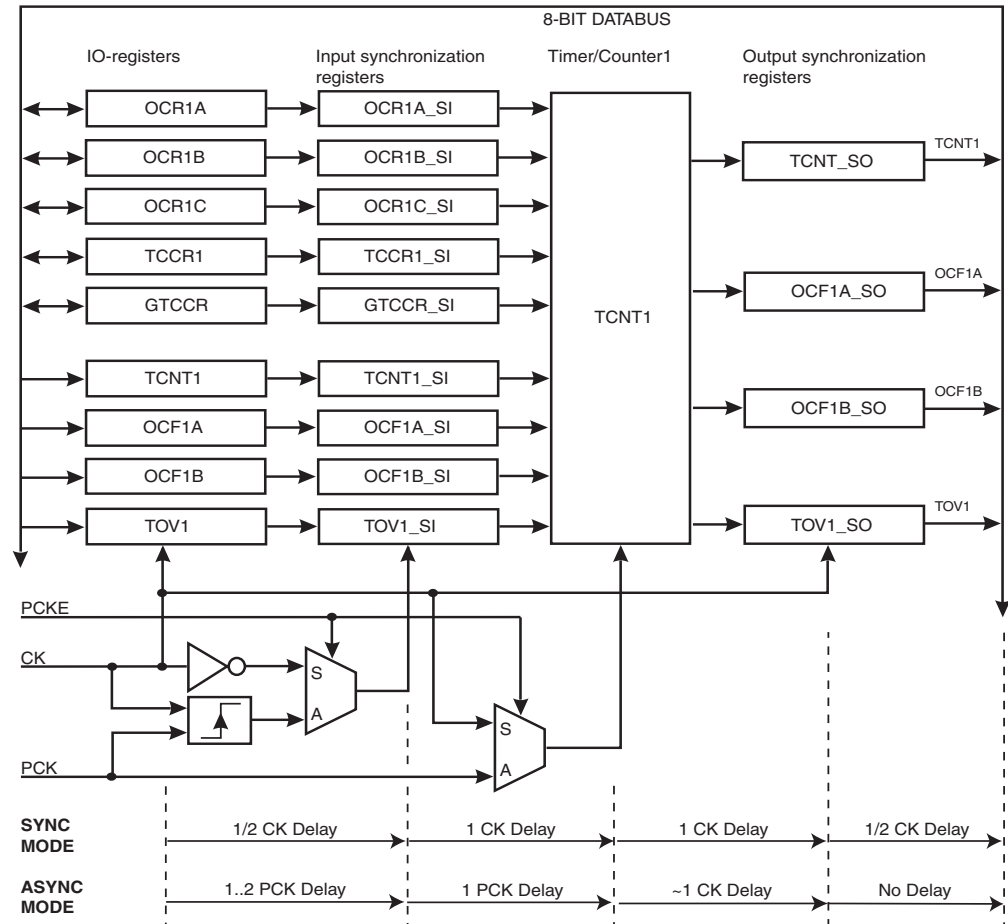 8-BIT DATABUS
IO-registers
Input synchronization
registers
Timer/Counter1
Output synchronization
registers
OCR1A
OCR1A_SI
OCR1B
OCR1B_SI
OCR1C
OCR1C_SI
TCCR1
TCCR1_SI
GTCCR
GTCCR_SI
TCNT1
TCNT1_SI
OCF1A
OCF1A_SI
OCF1B
OCF1B_SI
TOV1
TOV1_SI
TCNT1
TCNT_SO
TCNT1
OCF1A_SO
OCF1A
OCF1B_SO
OCF1B
TOV1_SO
TOV1
PCKE
CK
S
A
S
A
PCK
SYNC
MODE
1/2 CK Delay
1 CK Delay
1 CK Delay
1/2 CK Delay
ASYNC
MODE
1..2 PCK Delay
1 PCK Delay
~1 CK Delay
No Delay